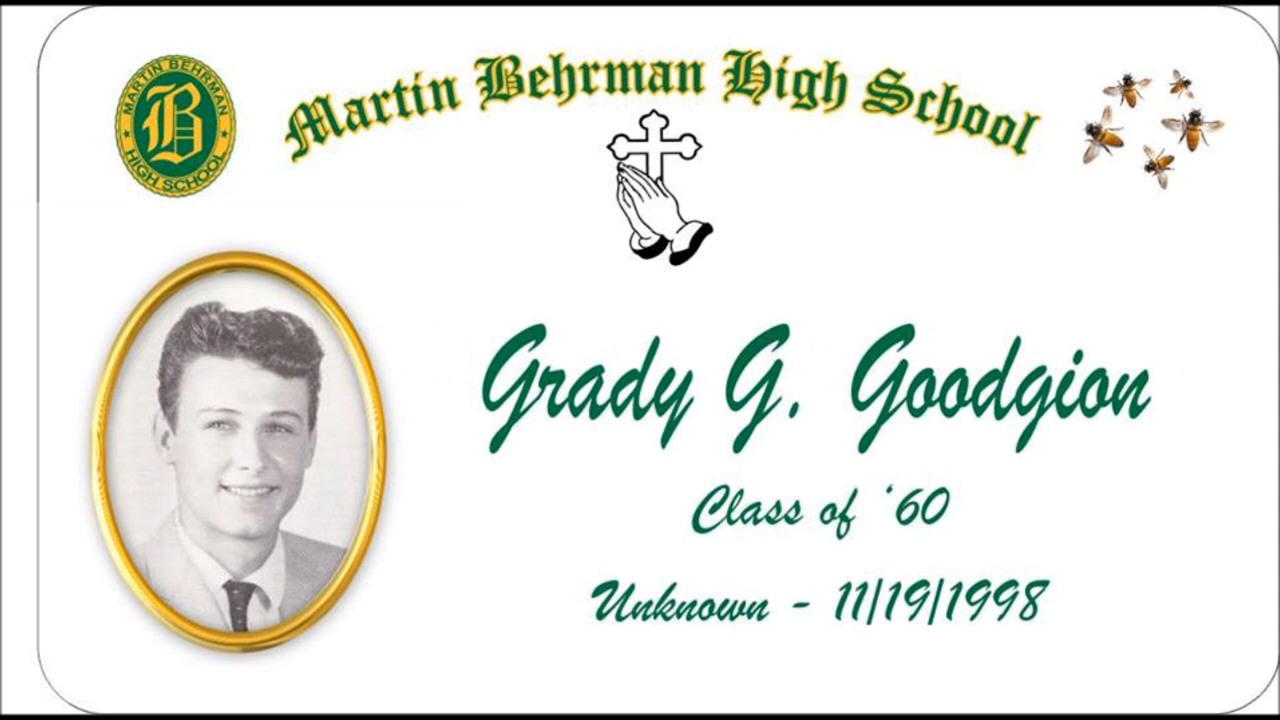 Martin Behrman High School
MARTIN BEHRMAN
B
HIGH SCHOOL
Grady G. Goodgion
Class of ‘60
Unknown - 11/19/1998